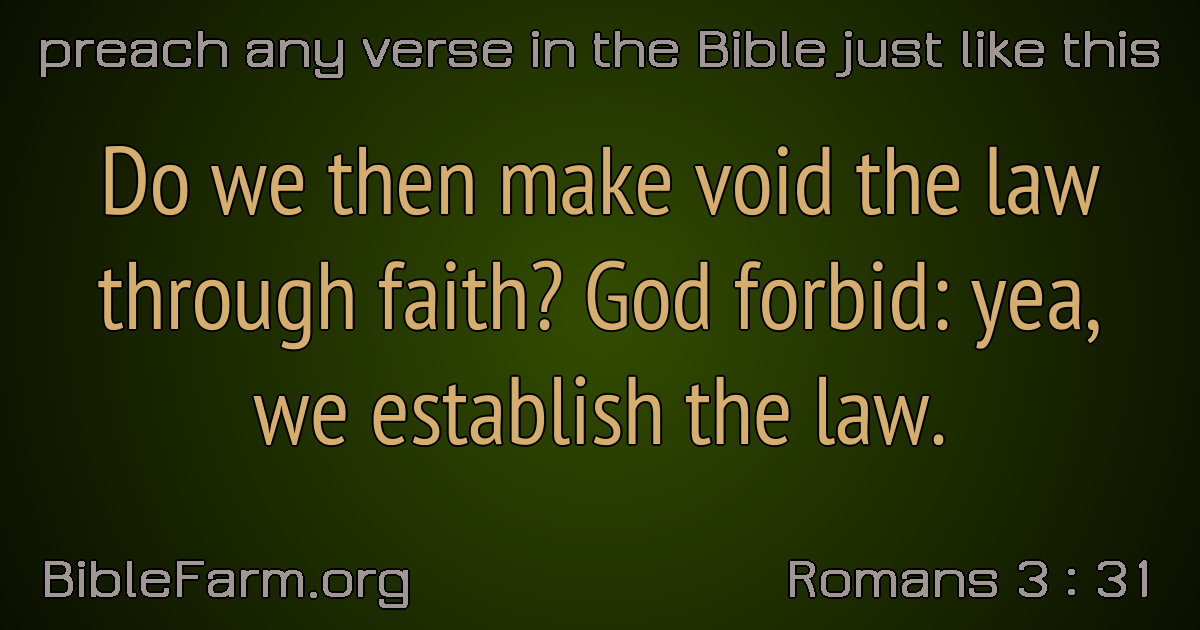 preach any verse in the Bible just like this
Do we then make void the law
through faith? God forbid: yea,
we establish the law.
BibleFarm.org
Romans 3 : 31